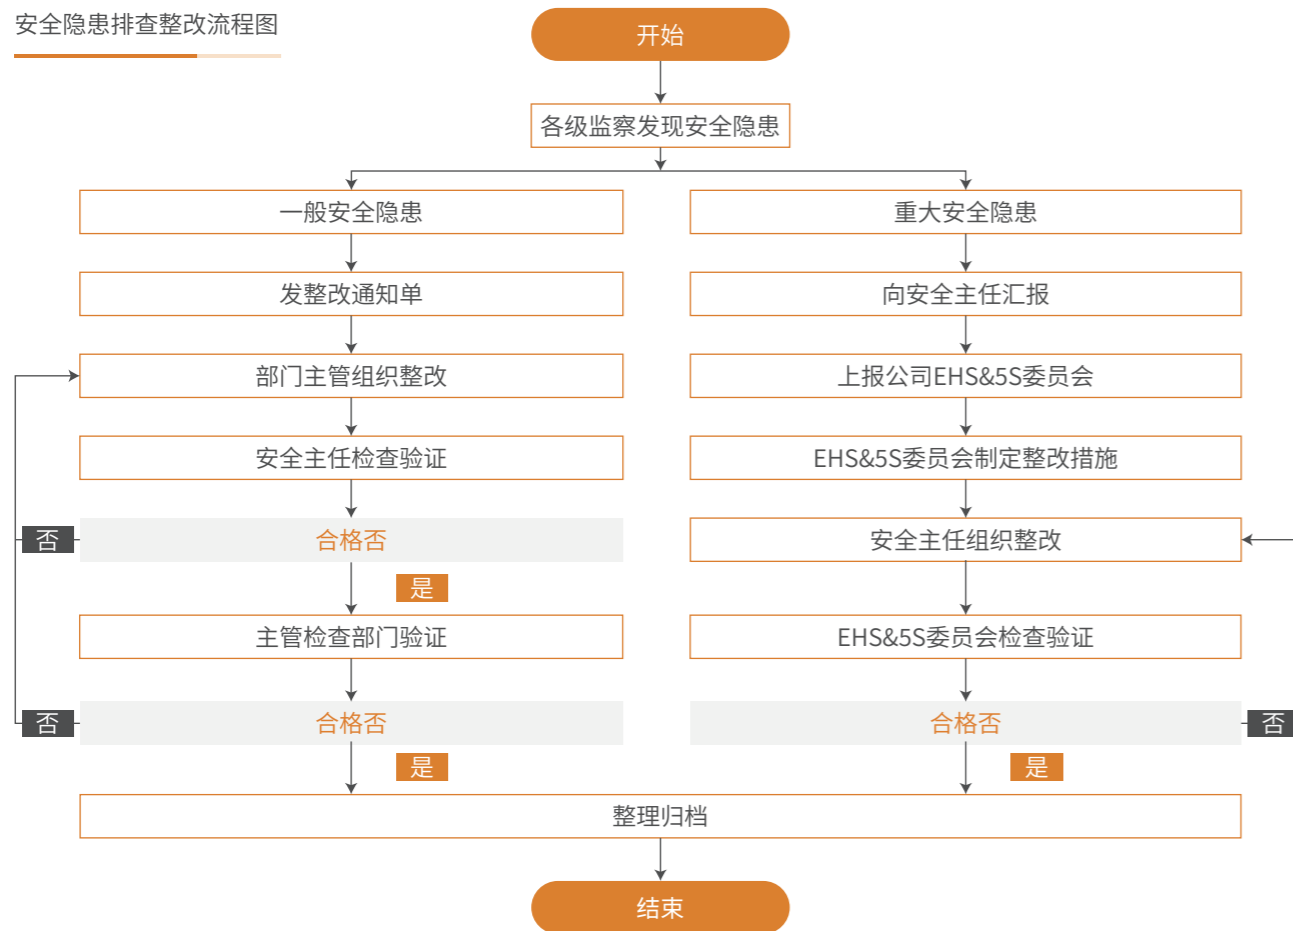 安全隐患排查整改流程图
开始
各级监察发现安全隐患
一般安全隐患
重大安全隐患
发整改通知单
向安全主任汇报
部门主管组织整改
上报公司EHS&5S委员会
安全主任检查验证
EHS&5S委员会制定整改措施
否
合格否
安全主任组织整改
是
主管检查部门验证
EHS&5S委员会检查验证
否
合格否
合格否
否
是
是
整理归档
结束